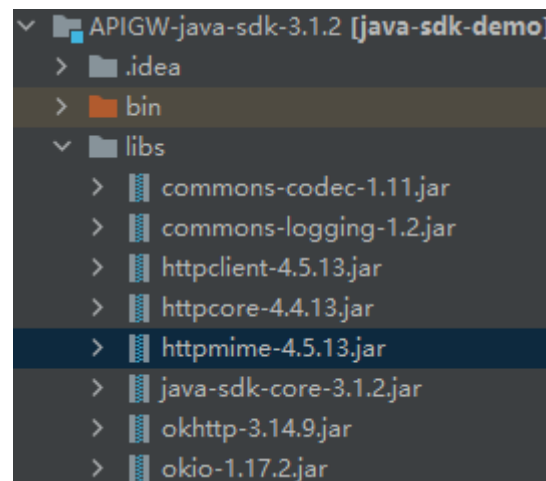 APIGW-java-sdk-3.1.2 [java-sdk-demo]
.idea
bin
libs
commons-codec-1.11.jar
commons-logging-1.2.jar
httpclient-4.5.13.jar
httpcore-4.4.13.jar
httpmime-4.5.13.jar
java-sdk-core-3.1.2.jar
okhttp-3.14.9.jar
okio-1.17.2.jar